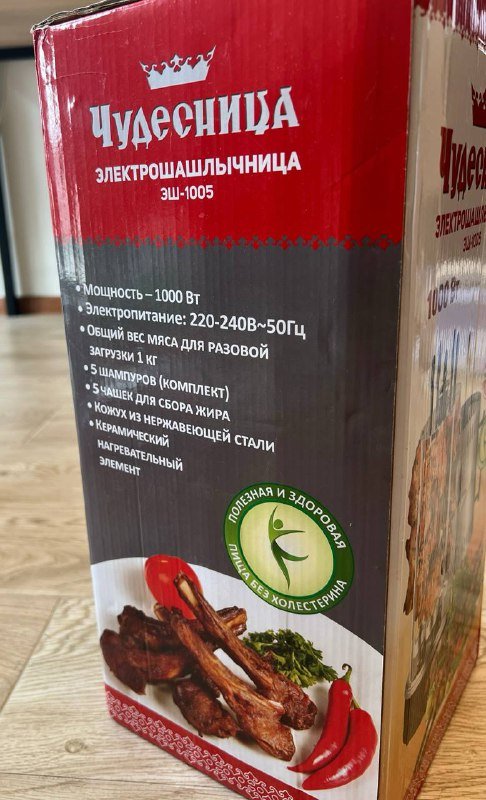 Чудесница
ЭЛЕКТРОШАШЛЫЧНИЦА
ЭШ-1005
• Мощность – 1000 Вт
• Электропитание: 220-240В~50Гц
• Общий вес мяса для разовой
загрузки 1 кг
• 5 шампуров (комплект)
• 5 чашек для сбора жира
• Кожух из нержавеющей стали
• Керамический
нагревательный
элемент
ПОЛЕЗНАЯ И ЗДОРОВАЯ
ПИЩА БЕЗ ХОЛЕСТЕРИНА
ЭШ-1005
1000 Вт